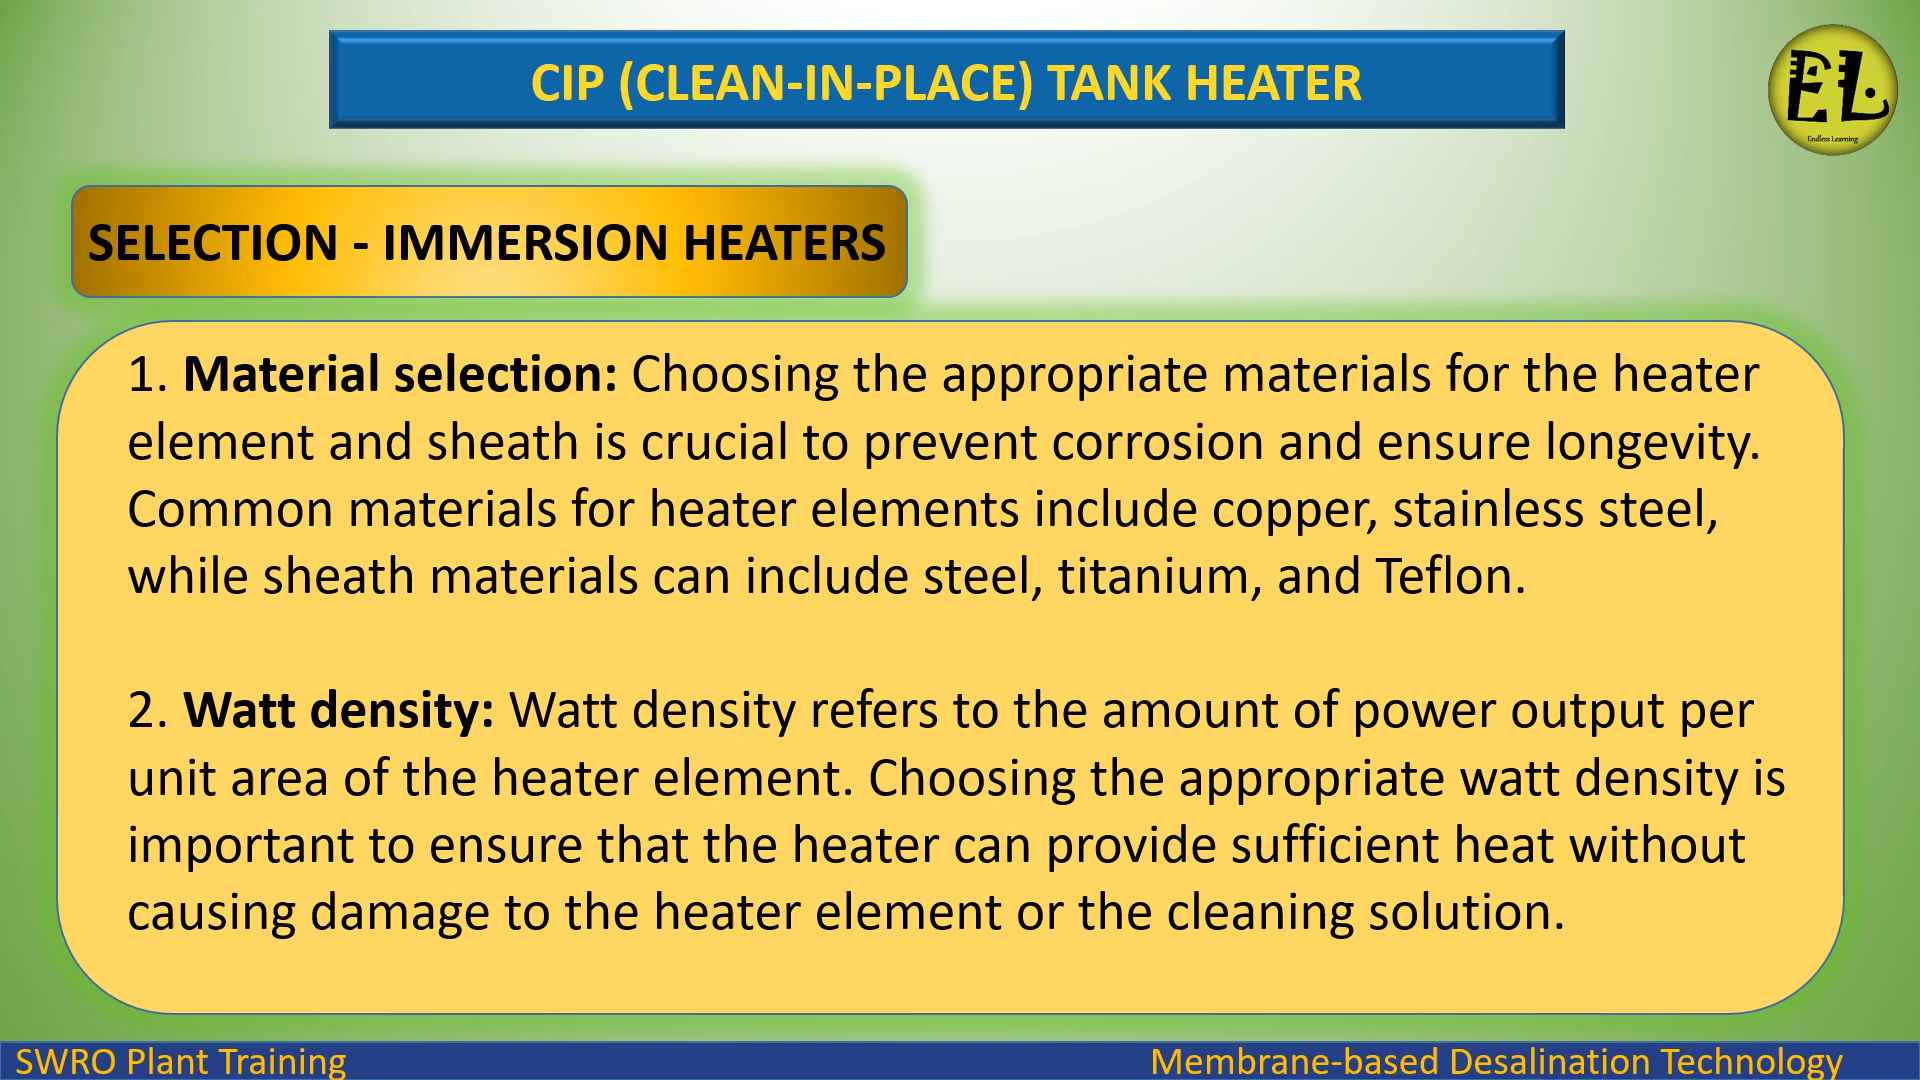 CIP (CLEAN-IN-PLACE) TANK HEATER
EL
Endless Learning
SELECTION - IMMERSION HEATERS
1. Material selection: Choosing the appropriate materials for the heater
element and sheath is crucial to prevent corrosion and ensure longevity.
Common materials for heater elements include copper, stainless steel,
while sheath materials can include steel, titanium, and Teflon.
2. Watt density: Watt density refers to the amount of power output per
unit area of the heater element. Choosing the appropriate watt density is
important to ensure that the heater can provide sufficient heat without
causing damage to the heater element or the cleaning solution.
SWRO Plant Training
Membrane-based Desalination Technology